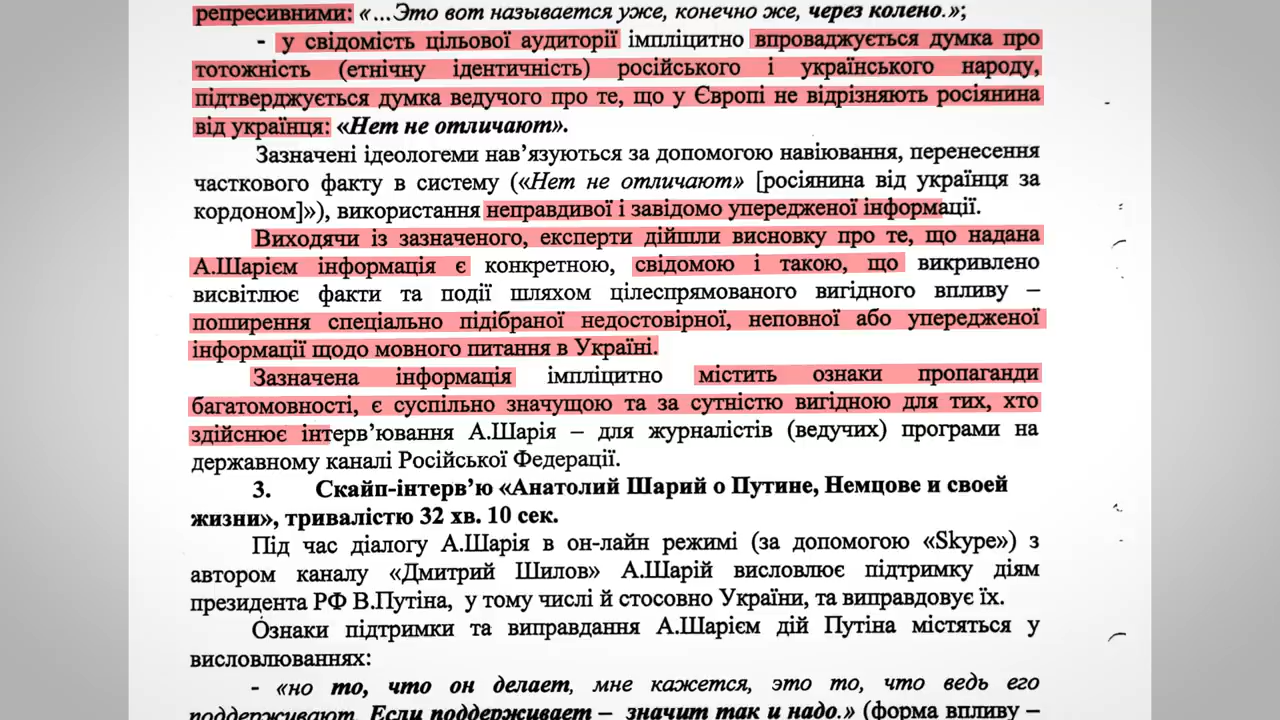 репресивними: «…Это вот называется уже, конечно же, через колено.»;
- у свідомість цільової аудиторії імпліцитно впроваджується думка про
тотожність (етнічну ідентичність) російського і українського народу,
підтверджується думка ведучого про те, що у Європі не відрізняють росіянина
від українця: «Нет не отличают».
Зазначені ідеологеми нав’язуються за допомогою навіювання, перенесення
часткового факту в систему («Нет не отличают» [росіянина від українця за
кордоном]»), використання неправдивої і завідомо упередженої інформації.
Виходячи із зазначеного, експерти дійшли висновку про те, що надана
А.Шарієм інформація є конкретною, свідомою і такою, що викривлено
висвітлює факти та події шляхом цілеспрямованого вигідного впливу –
поширення спеціально підібраної недостовірної, неповної або упередженої
інформації щодо мовного питання в Україні.
Зазначена інформація імпліцитно містить ознаки пропаганди
багатомовності, є суспільно значущою та за сутністю вигідною для тих, хто
здійснює інтерв’ювання А.Шарія – для журналістів (ведучих) програми на
державному каналі Російської Федерації.
3. Скайп-інтерв’ю «Анатолий Шарий о Путине, Немцове и своей
жизни», тривалістю 32 хв. 10 сек.
Під час діалогу А.Шарія в он-лайн режимі (за допомогою «Skype») з
автором каналу «Дмитрий Шилов» А.Шарій висловлює підтримку діям
президента РФ В.Путіна, у тому числі й стосовно України, та виправдовує їх.
Ознаки підтримки та виправдання А.Шарієм дій Путіна містяться у
висловлюваннях:
- «но то, что он делает, мне кажется, это то, что ведь его
поддерживают. Если поддерживает – значит так и надо.» (форма впливу –